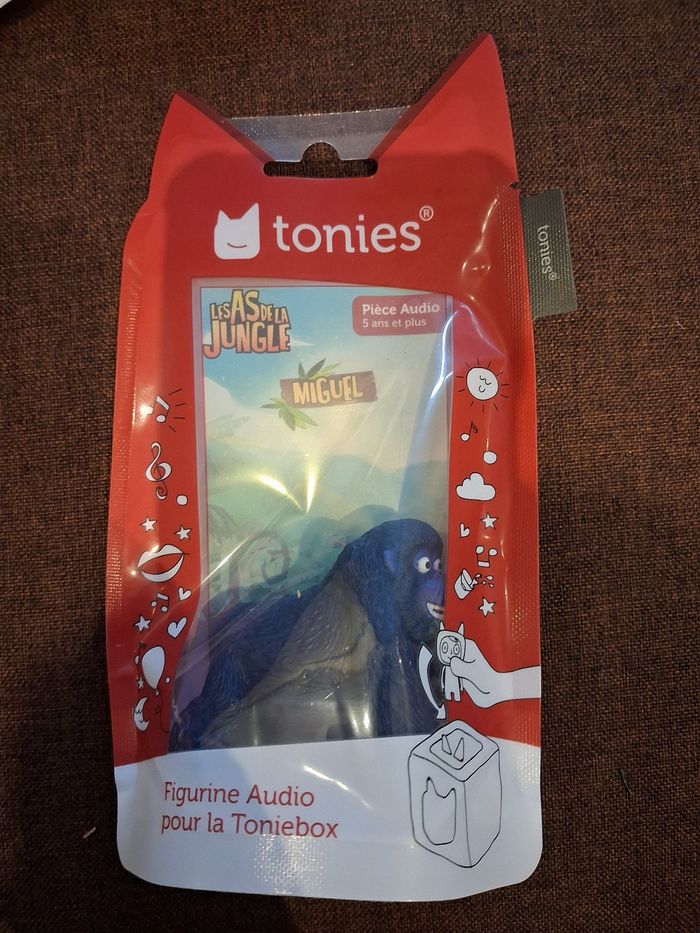 tonies®
tonies®
LES AS DE LA
JUNGLE
Pièce Audio
5 ans et plus
MIGUEL
Figurine Audio
pour la Toniebox